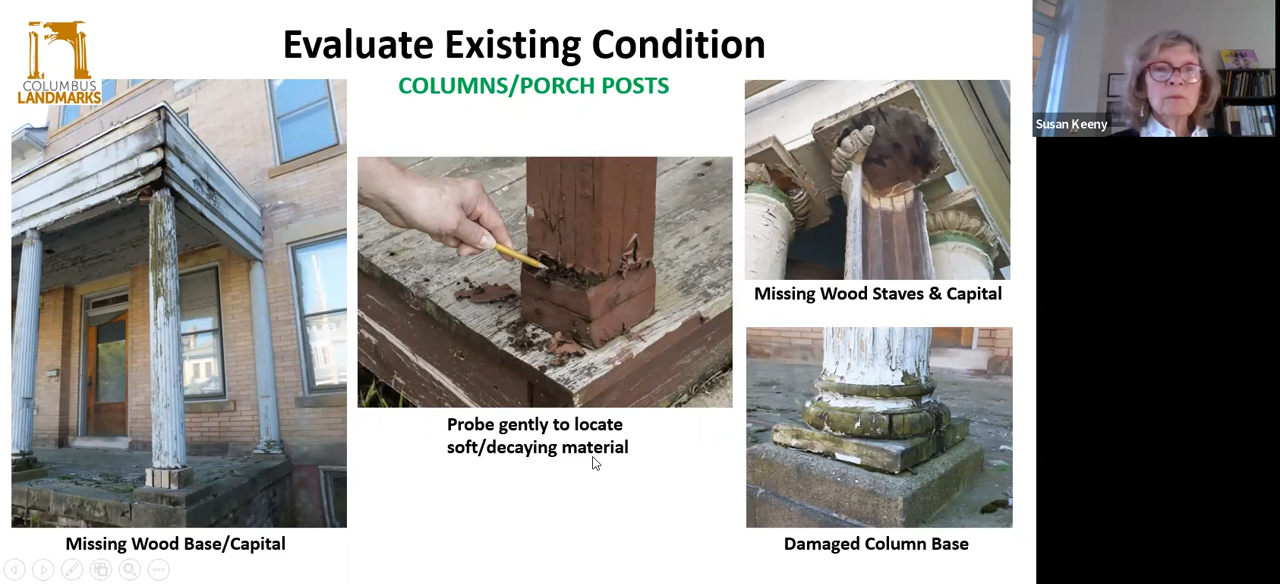 Evaluate Existing Condition
COLUMNS/PORCH POSTS
COLUMBUS
LANDMARKS
Susan Keeny
Missing Wood Staves & Capital
Probe gently to locate
soft/decaying material
Missing Wood Base/Capital
Damaged Column Base